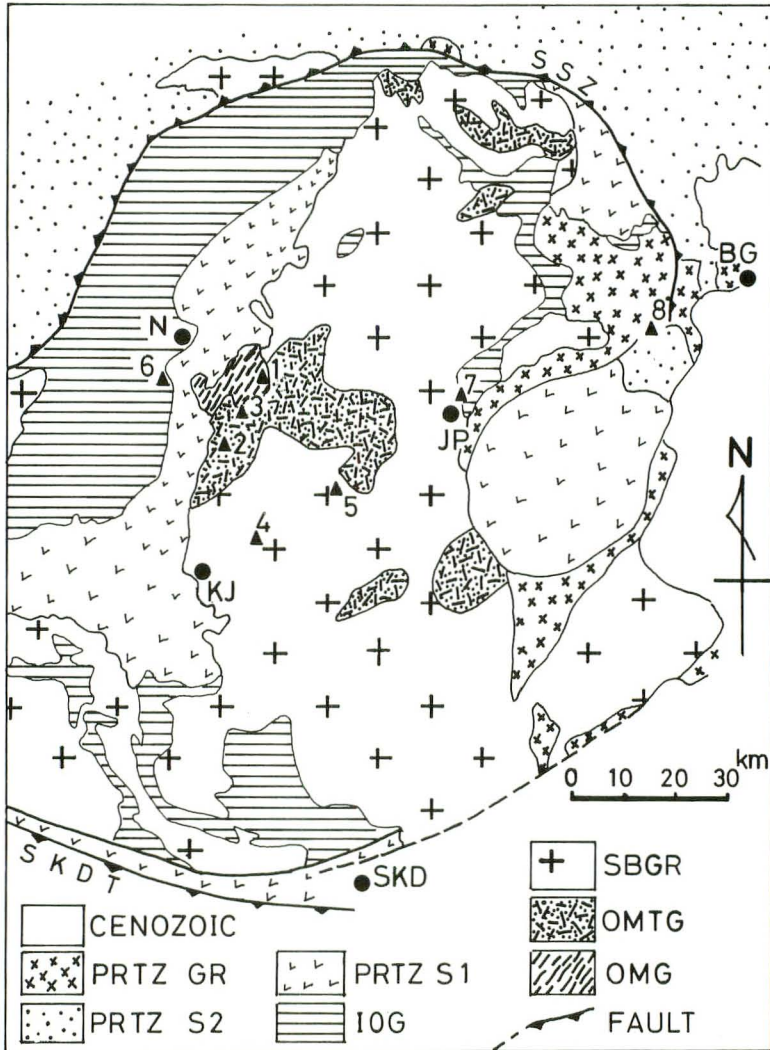 SSZ
BG
8
N
6
1
3
2
7
JP
5
4
KJ
N
km
0 10 20 30
SKDT
SKD
SBGR
CENOZOIC
OMTG
PRTZ GR
PRTZ S1
OMG
PRTZ S2
IOG
FAULT